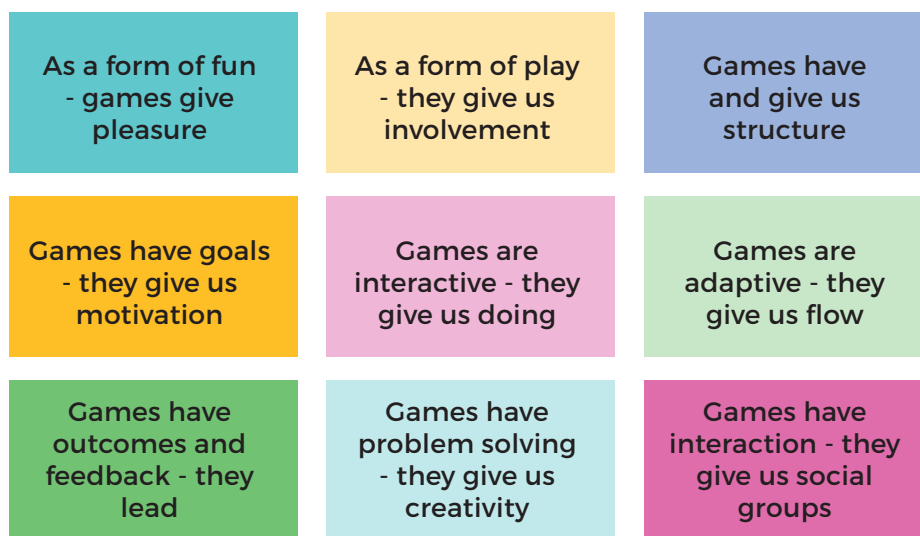 As a form of fun
- games give
pleasure
As a form of play
- they give us
involvement
Games have
and give us
structure
Games have goals
- they give us
motivation
Games are
interactive - they
give us doing
Games are
adaptive - they
give us flow
Games have
outcomes and
feedback - they
lead
Games have
problem solving
- they give us
creativity
Games have
interaction - they
give us social
groups